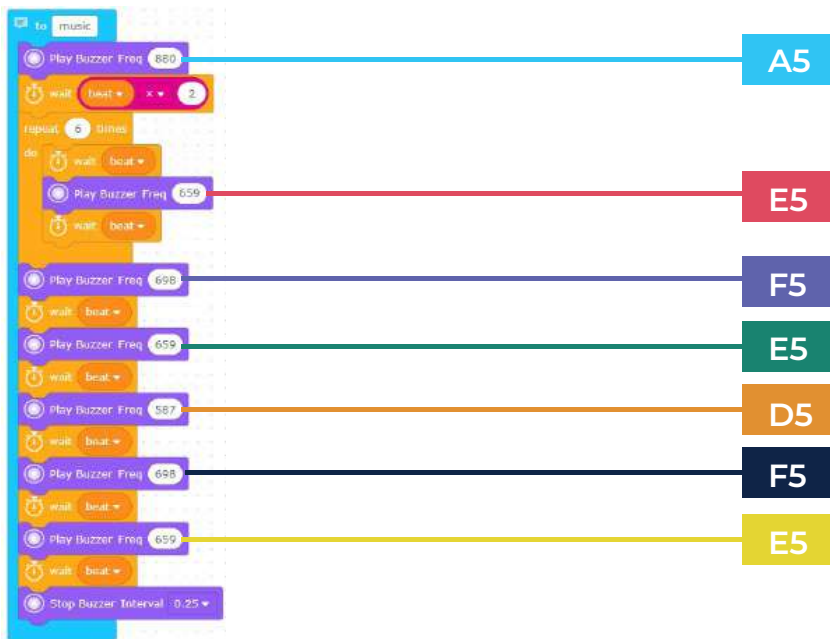 to music
Play Buzzer Freq 880
A5
wait beat × 2
repeat 6 times
do
wait beat
Play Buzzer Freq 659
E5
wait beat
Play Buzzer Freq 698
F5
wait beat
Play Buzzer Freq 659
E5
wait beat
Play Buzzer Freq 587
D5
wait beat
Play Buzzer Freq 698
F5
wait beat
Play Buzzer Freq 659
E5
wait beat
Stop Buzzer Interval 0.25